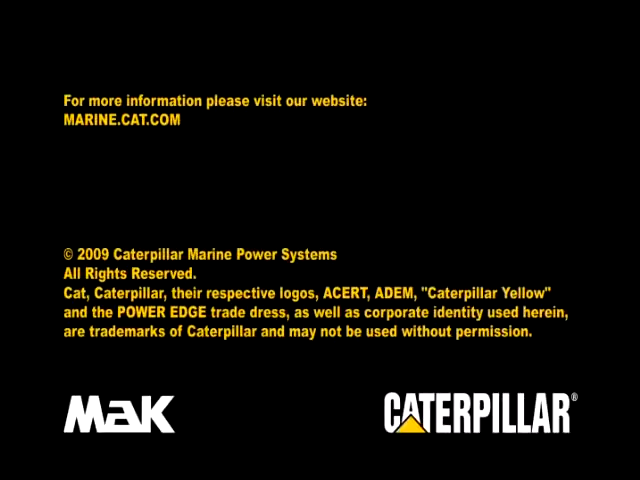 For more information please visit our website:
MARINE.CAT.COM
© 2009 Caterpillar Marine Power Systems
All Rights Reserved.
Cat, Caterpillar, their respective logos, ACERT, ADEM, "Caterpillar Yellow"
and the POWER EDGE trade dress, as well as corporate identity used herein,
are trademarks of Caterpillar and may not be used without permission.
MaK CATERPILLAR®